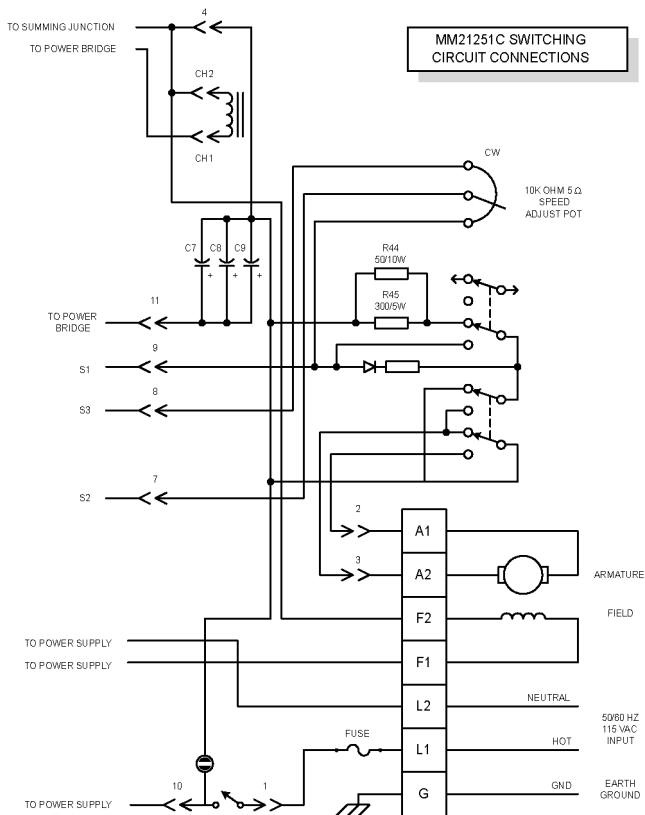 4
TO SUMMING JUNCTION
TO POWER BRIDGE
MM21251C SWITCHING
CIRCUIT CONNECTIONS
CH2
CH1
CW
10K OHM 5 Ω
SPEED
ADJUST POT
C7
C8
C9
+
+
+
R44
50/10W
R45
300/5W
11
TO POWER
BRIDGE
9
S1
8
S3
7
S2
2
A1
3
A2
ARMATURE
F2
FIELD
TO POWER SUPPLY
TO POWER SUPPLY
F1
L2
NEUTRAL
50/60 HZ
115 VAC
INPUT
FUSE
L1
HOT
10
1
TO POWER SUPPLY
G
GND
EARTH
GROUND